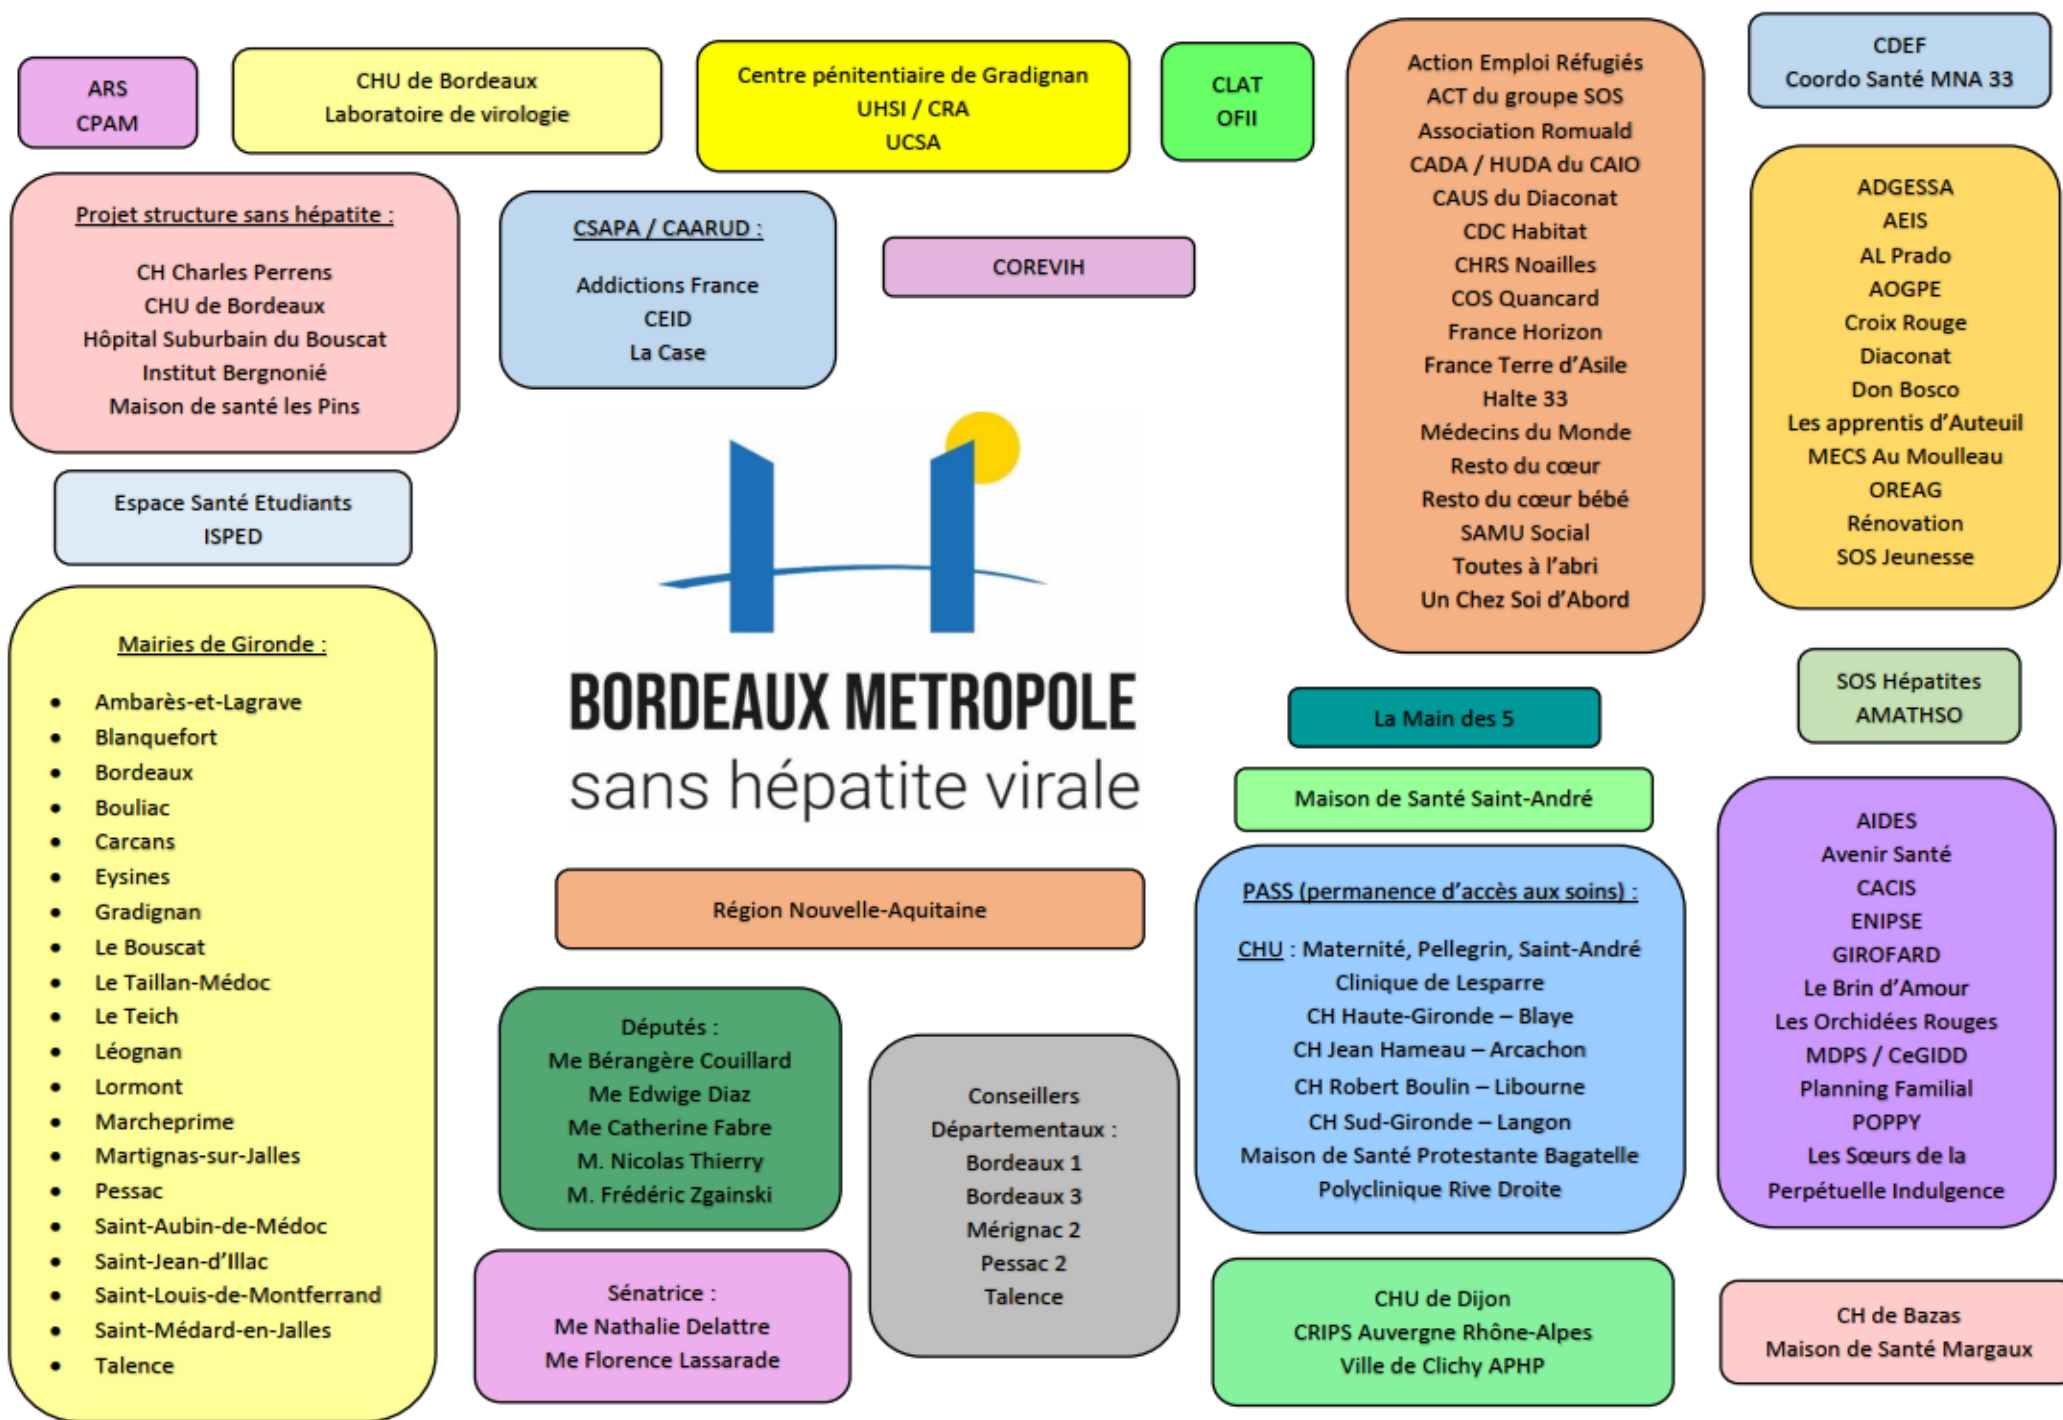 ARS
CPAM
CHU de Bordeaux
Laboratoire de virologie
Centre pénitentiaire de Gradignan
UHSI / CRA
UCSA
CLAT
OFII
Action Emploi Réfugiés
ACT du groupe SOS
Association Romuald
CADA / HUDA du CAIO
CAUS du Diaconat
CDC Habitat
CHRS Noailles
COS Quancard
France Horizon
France Terre d'Asile
Halte 33
Médecins du Monde
Resto du cœur
Resto du cœur bébé
SAMU Social
Toutes à l'abri
Un Chez Soi d'Abord
CDEF
Coordo Santé MNA 33
Projet structure sans hépatite :
CH Charles Perrens
CHU de Bordeaux
Hôpital Suburbain du Bouscat
Institut Bergnonié
Maison de santé les Pins
CSAPA / CAARUD :
Addictions France
CEID
La Case
COREVIH
ADGESSA
AEIS
AL Prado
AOGPE
Croix Rouge
Diaconat
Don Bosco
Les apprentis d'Auteuil
MECS Au Moulleau
OREAG
Rénovation
SOS Jeunesse
Espace Santé Etudiants
ISPED
Mairies de Gironde :
• Ambarès-et-Lagrave
• Blanquefort
• Bordeaux
• Bouliac
• Carcans
• Eysines
• Gradignan
• Le Bouscat
• Le Taillan-Médoc
• Le Teich
• Léognan
• Lormont
• Marcheprime
• Martignas-sur-Jalles
• Pessac
• Saint-Aubin-de-Médoc
• Saint-Jean-d'Illac
• Saint-Louis-de-Montferrand
• Saint-Médard-en-Jalles
• Talence
BORDEAUX METROPOLE
sans hépatite virale
SOS Hépatites
AMATHSO
La Main des 5
Maison de Santé Saint-André
Région Nouvelle-Aquitaine
PASS (permanence d'accès aux soins) :
CHU : Maternité, Pellegrin, Saint-André
Clinique de Lesparre
CH Haute-Gironde – Blaye
CH Jean Hameau – Arcachon
CH Robert Boulin – Libourne
CH Sud-Gironde – Langon
Maison de Santé Protestante Bagatelle
Polyclinique Rive Droite
AIDES
Avenir Santé
CACIS
ENIPSE
GIROFARD
Le Brin d'Amour
Les Orchidées Rouges
MDPS / CeGIDD
Planning Familial
POPPY
Les Sœurs de la
Perpétuelle Indulgence
Députés :
Me Bérangère Couillard
Me Edwige Diaz
Me Catherine Fabre
M. Nicolas Thierry
M. Frédéric Zgainski
Conseillers
Départementaux :
Bordeaux 1
Bordeaux 3
Mérignac 2
Pessac 2
Talence
Sénatrice :
Me Nathalie Delattre
Me Florence Lassarade
CHU de Dijon
CRIPS Auvergne Rhône-Alpes
Ville de Clichy APHP
CH de Bazas
Maison de Santé Margaux